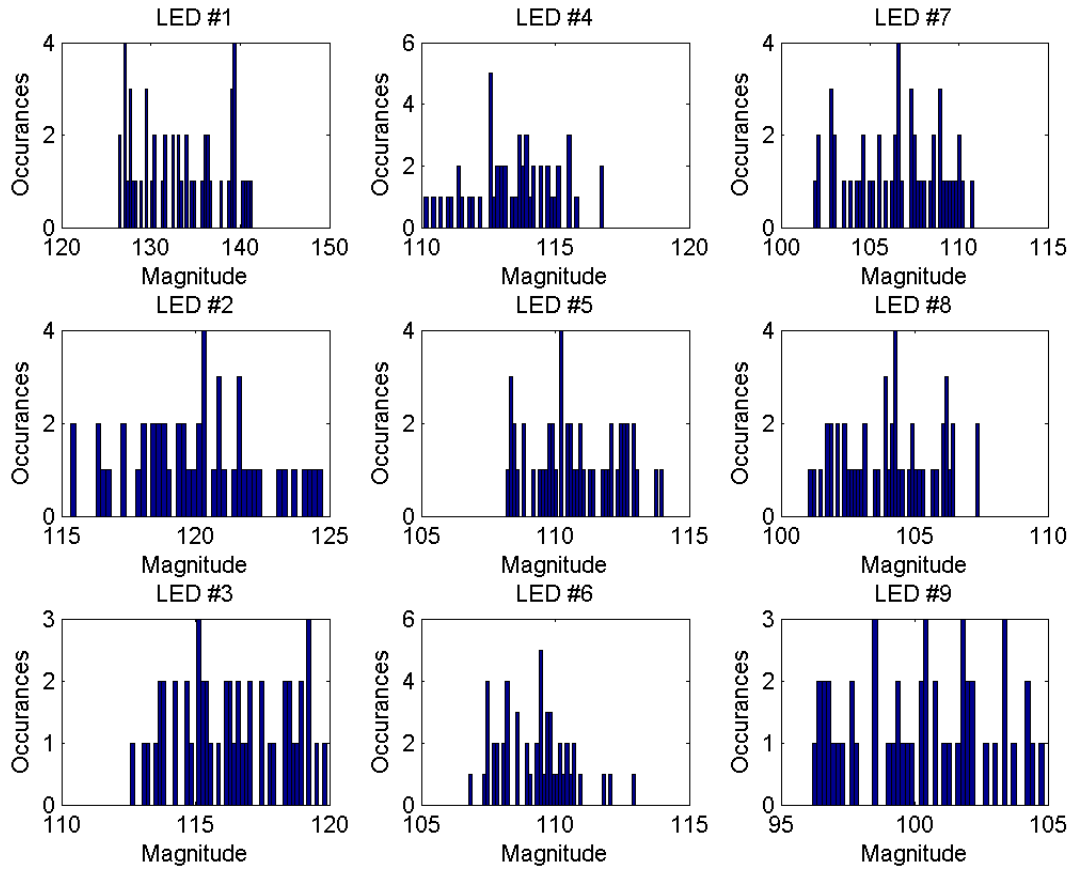 LED #1
4
2
0
Occurances
120
130
140
150
Magnitude
LED #4
6
4
2
0
Occurances
110
115
120
Magnitude
LED #7
4
2
0
Occurances
100
105
110
115
Magnitude
LED #2
4
2
0
Occurances
115
120
125
Magnitude
LED #5
4
2
0
Occurances
105
110
115
Magnitude
LED #8
4
2
0
Occurances
100
105
110
Magnitude
LED #3
3
2
1
0
Occurances
110
115
120
Magnitude
LED #6
6
4
2
0
Occurances
105
110
115
Magnitude
LED #9
3
2
1
0
Occurances
95
100
105
Magnitude